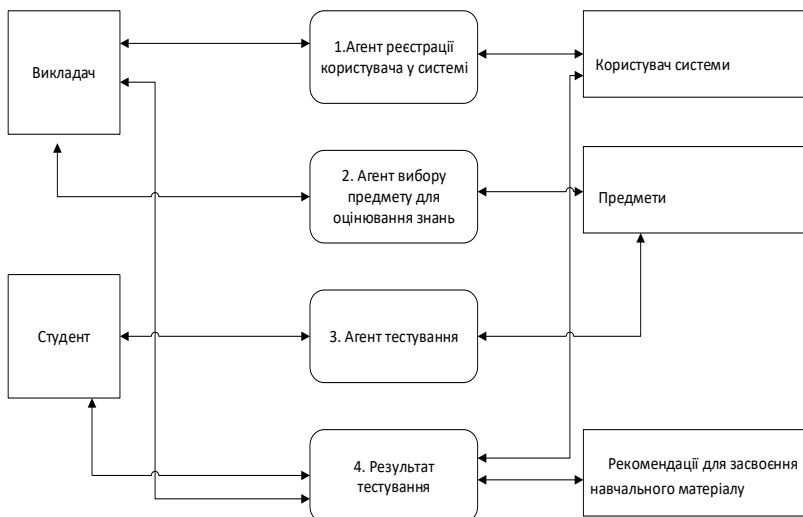 Викладач
1.Агент реєстрації
користувача у системі
Користувач системи
2. Агент вибору
предмету для
оцінювання знань
Предмети
Студент
3. Агент тестування
4. Результат
тестування
Рекомендації для засвоєння
навчального матеріалу